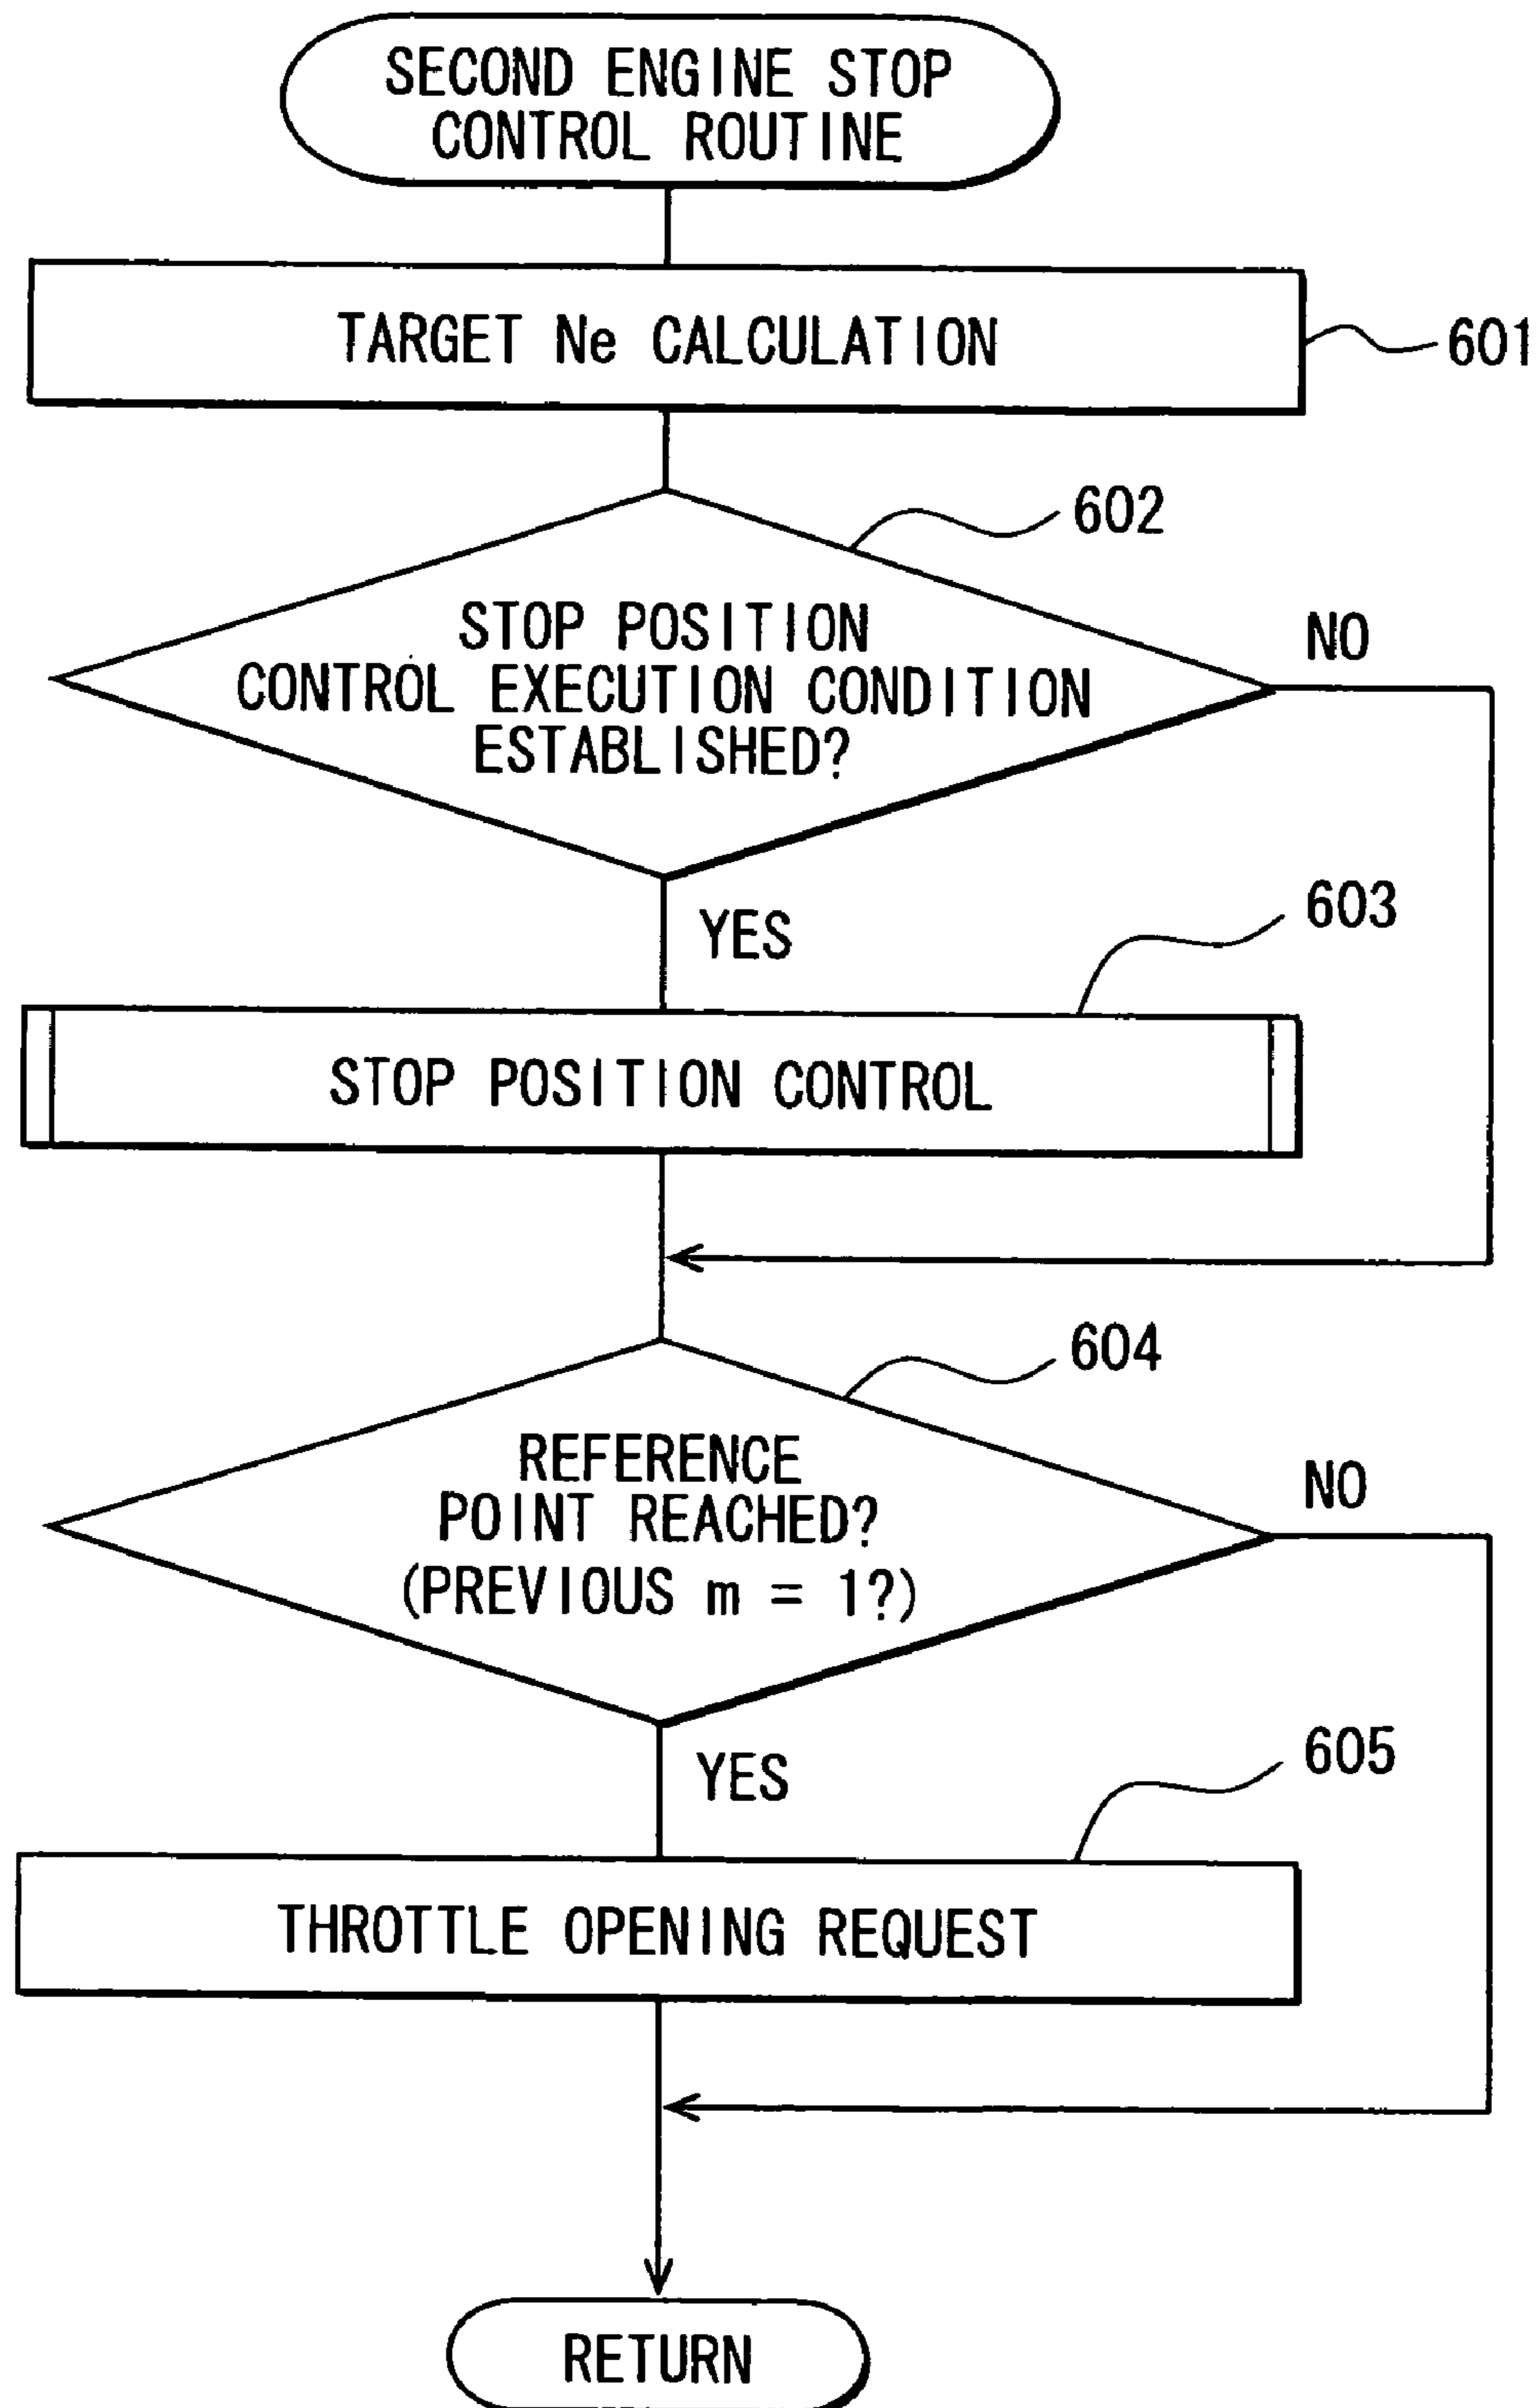 SECOND ENGINE STOP
CONTROL ROUTINE
TARGET Ne CALCULATION
601
602
STOP POSITION
CONTROL EXECUTION CONDITION
ESTABLISHED?
NO
YES
603
STOP POSITION CONTROL
604
REFERENCE
POINT REACHED?
(PREVIOUS m = 1?)
NO
YES
605
THROTTLE OPENING REQUEST
RETURN